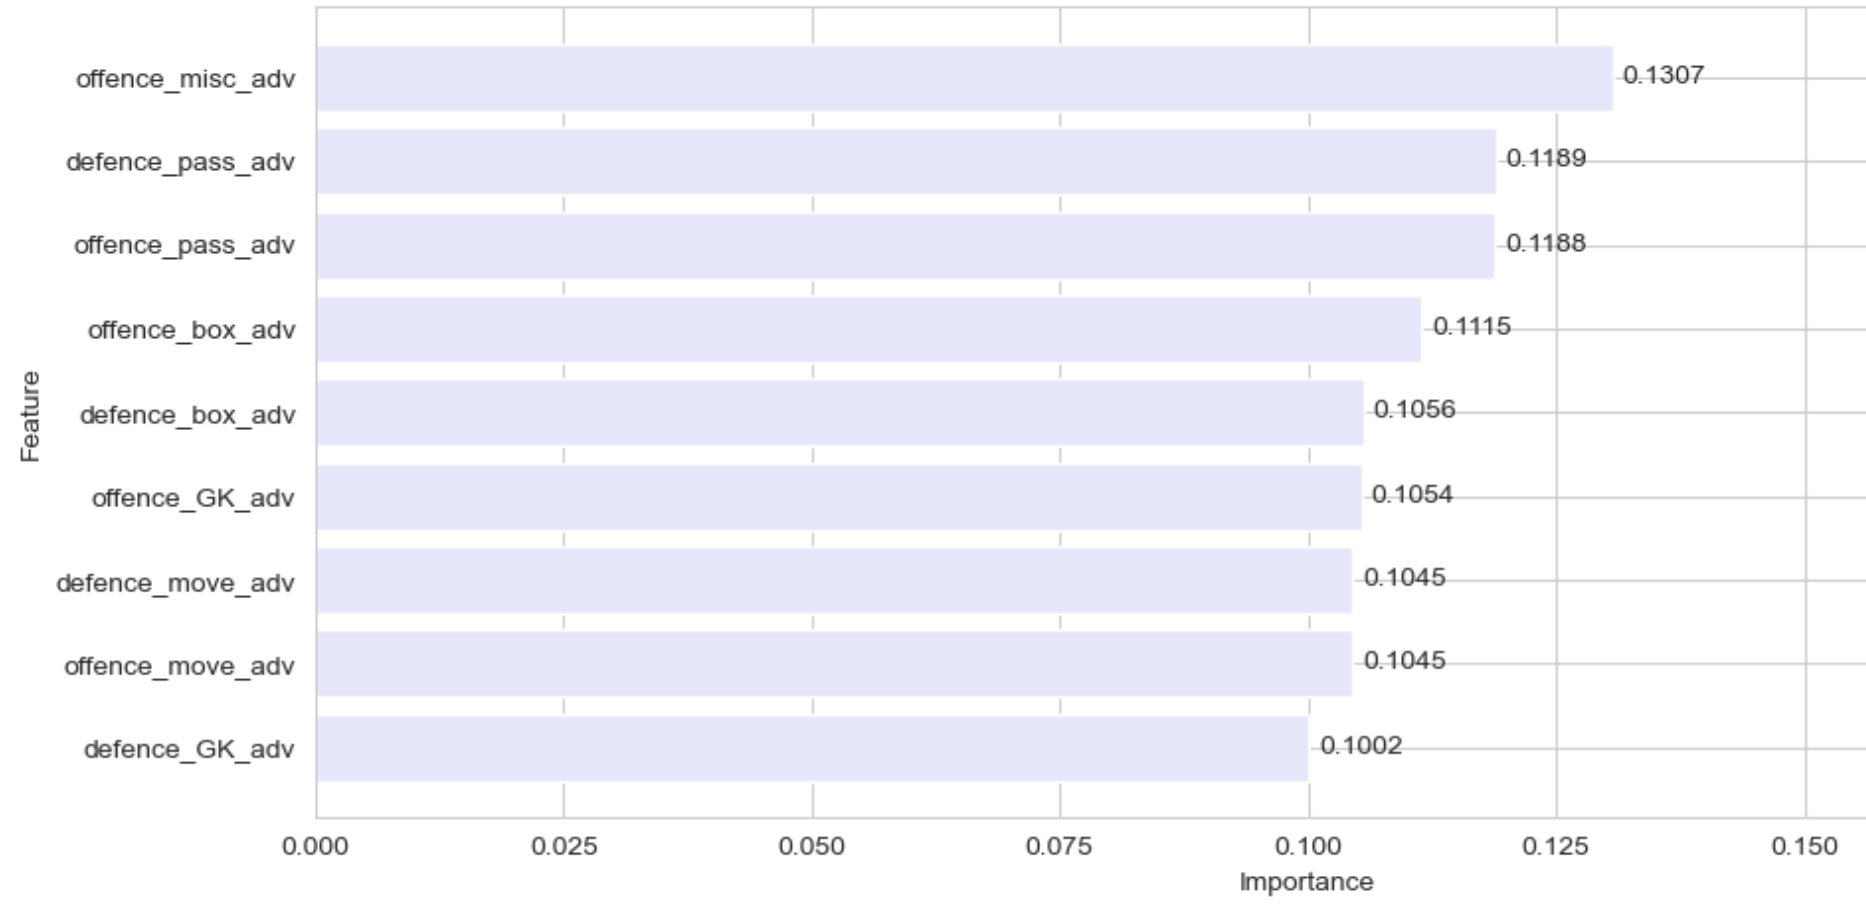 offence_misc_adv 0.1307
defence_pass_adv 0.1189
offence_pass_adv 0.1188
offence_box_adv 0.1115
defence_box_adv 0.1056
offence_GK_adv 0.1054
defence_move_adv 0.1045
offence_move_adv 0.1045
defence_GK_adv 0.1002
Feature
0.000 0.025 0.050 0.075 0.100 0.125 0.150
Importance